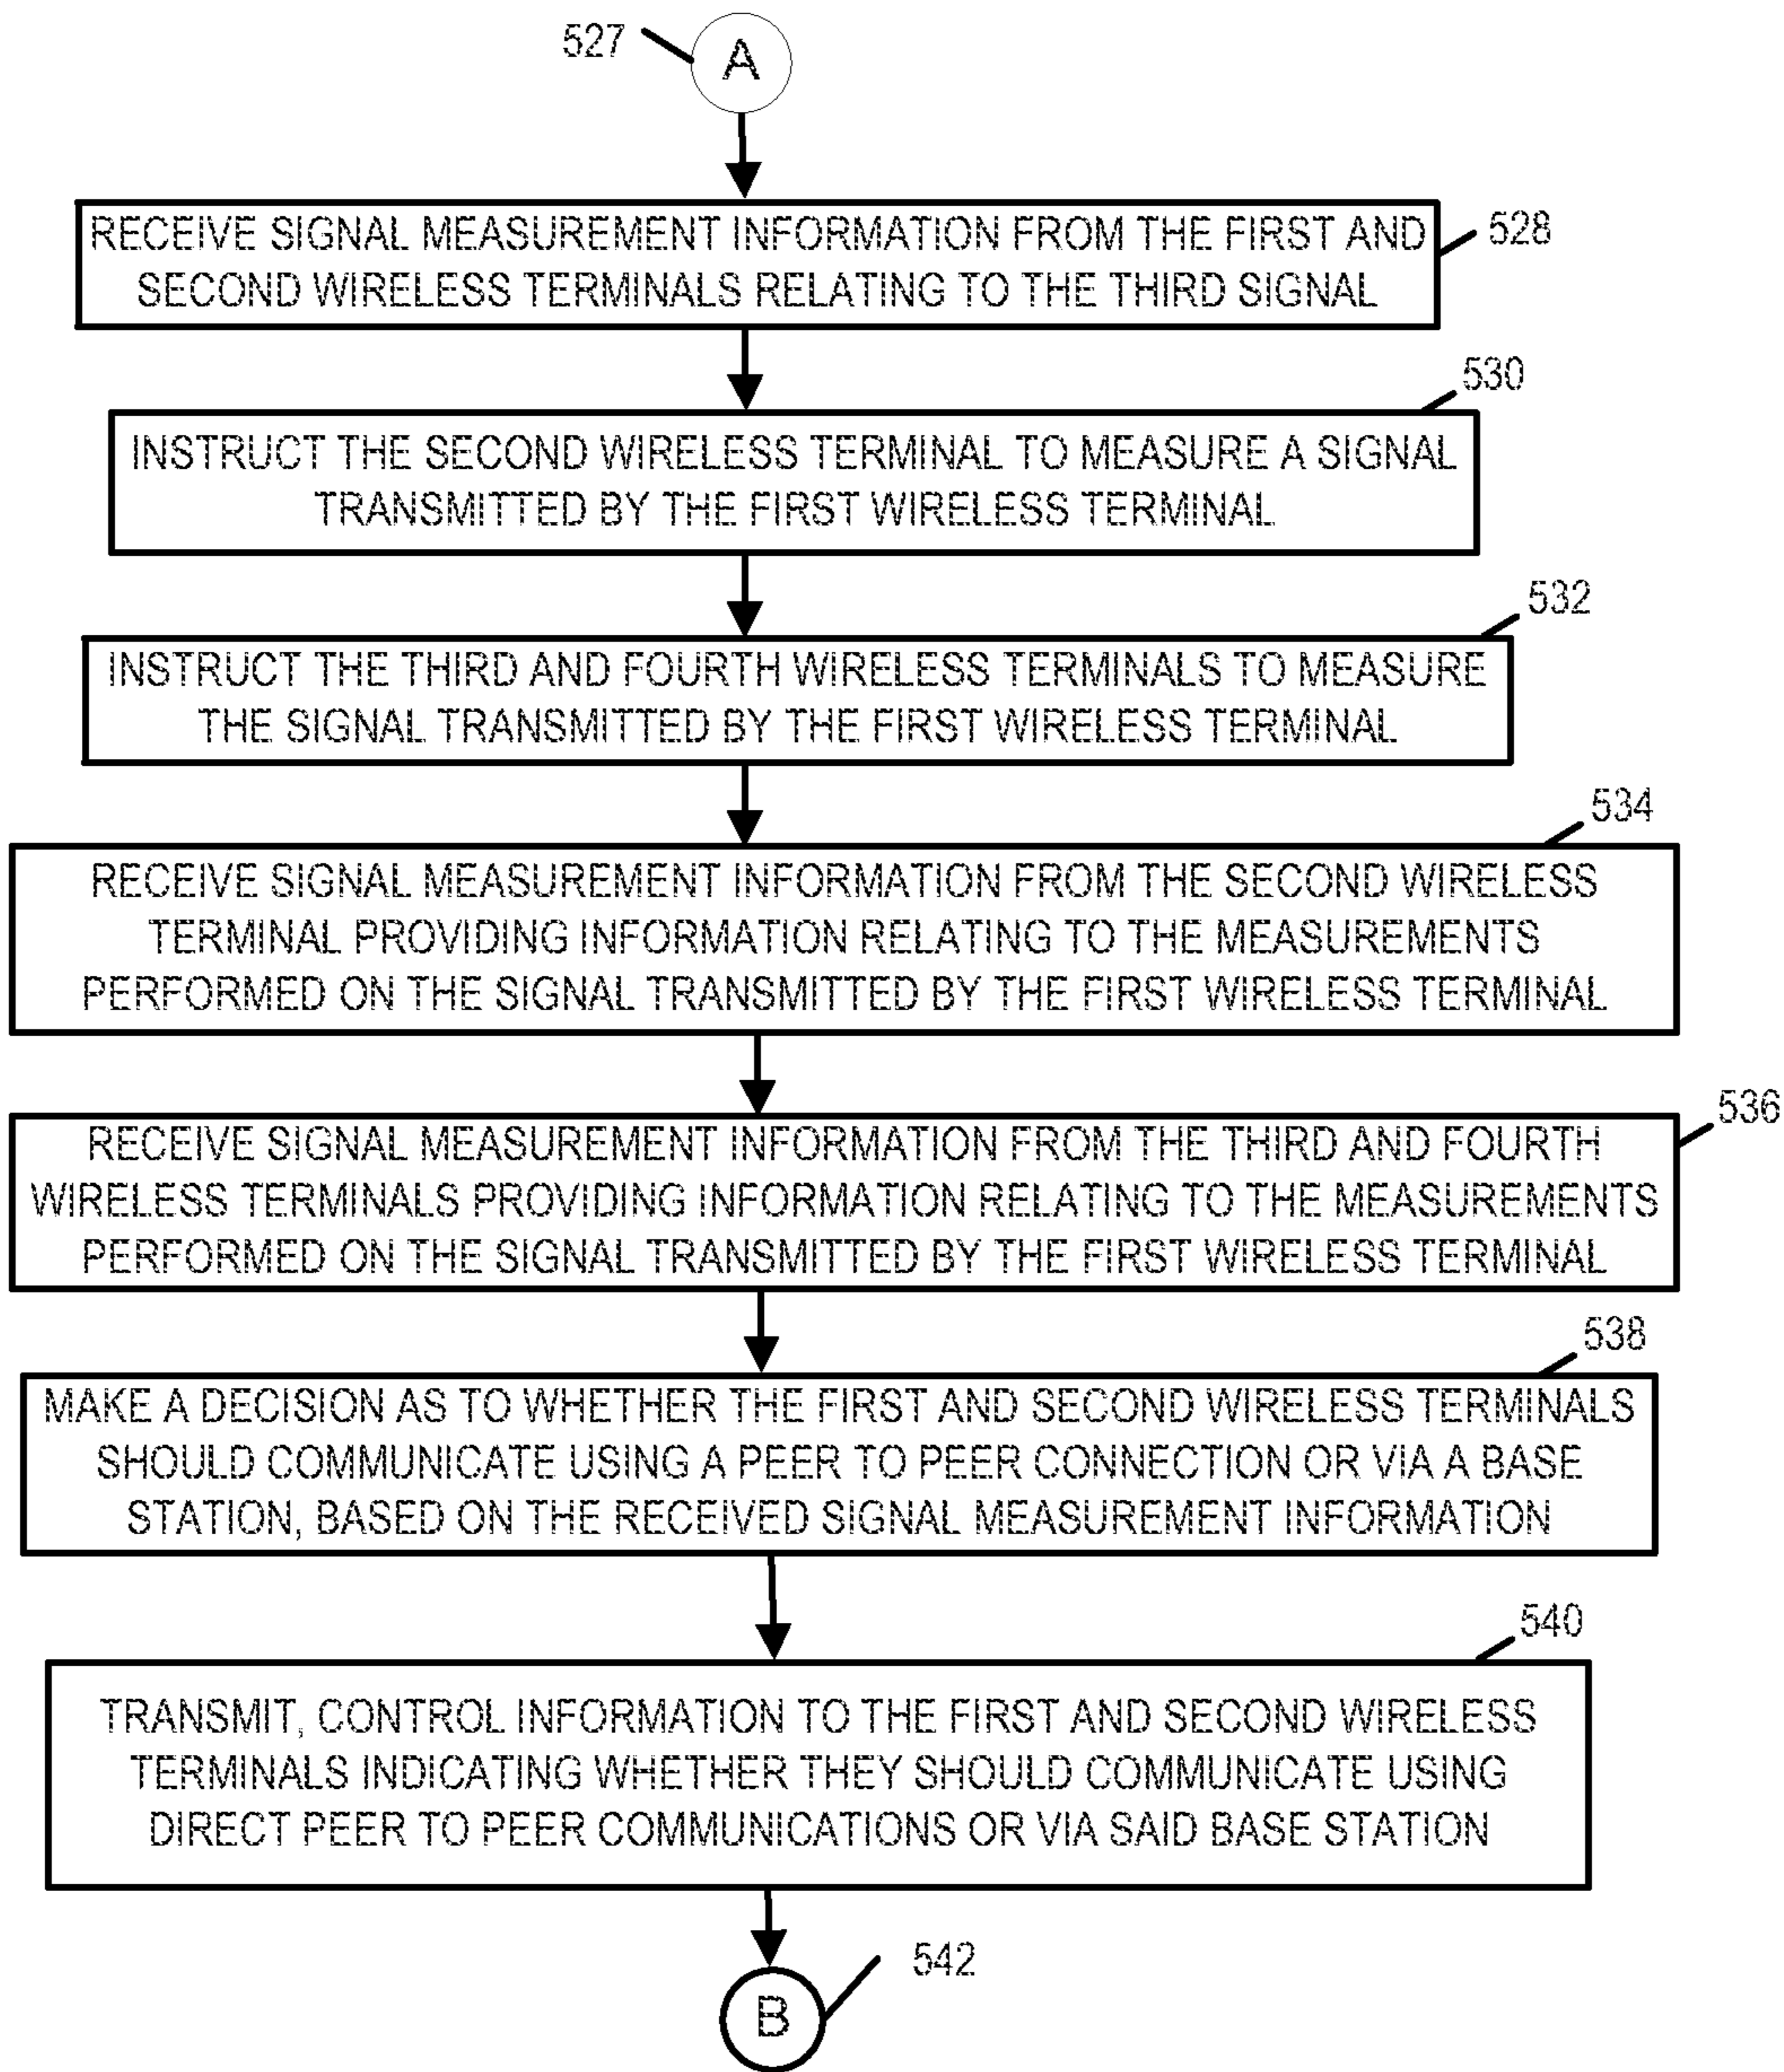 527
A
RECEIVE SIGNAL MEASUREMENT INFORMATION FROM THE FIRST AND
SECOND WIRELESS TERMINALS RELATING TO THE THIRD SIGNAL
528
530
INSTRUCT THE SECOND WIRELESS TERMINAL TO MEASURE A SIGNAL
TRANSMITTED BY THE FIRST WIRELESS TERMINAL
532
INSTRUCT THE THIRD AND FOURTH WIRELESS TERMINALS TO MEASURE
THE SIGNAL TRANSMITTED BY THE FIRST WIRELESS TERMINAL
534
RECEIVE SIGNAL MEASUREMENT INFORMATION FROM THE SECOND WIRELESS
TERMINAL PROVIDING INFORMATION RELATING TO THE MEASUREMENTS
PERFORMED ON THE SIGNAL TRANSMITTED BY THE FIRST WIRELESS TERMINAL
536
RECEIVE SIGNAL MEASUREMENT INFORMATION FROM THE THIRD AND FOURTH
WIRELESS TERMINALS PROVIDING INFORMATION RELATING TO THE MEASUREMENTS
PERFORMED ON THE SIGNAL TRANSMITTED BY THE FIRST WIRELESS TERMINAL
538
MAKE A DECISION AS TO WHETHER THE FIRST AND SECOND WIRELESS TERMINALS
SHOULD COMMUNICATE USING A PEER TO PEER CONNECTION OR VIA A BASE
STATION, BASED ON THE RECEIVED SIGNAL MEASUREMENT INFORMATION
540
TRANSMIT, CONTROL INFORMATION TO THE FIRST AND SECOND WIRELESS
TERMINALS INDICATING WHETHER THEY SHOULD COMMUNICATE USING
DIRECT PEER TO PEER COMMUNICATIONS OR VIA SAID BASE STATION
542
B